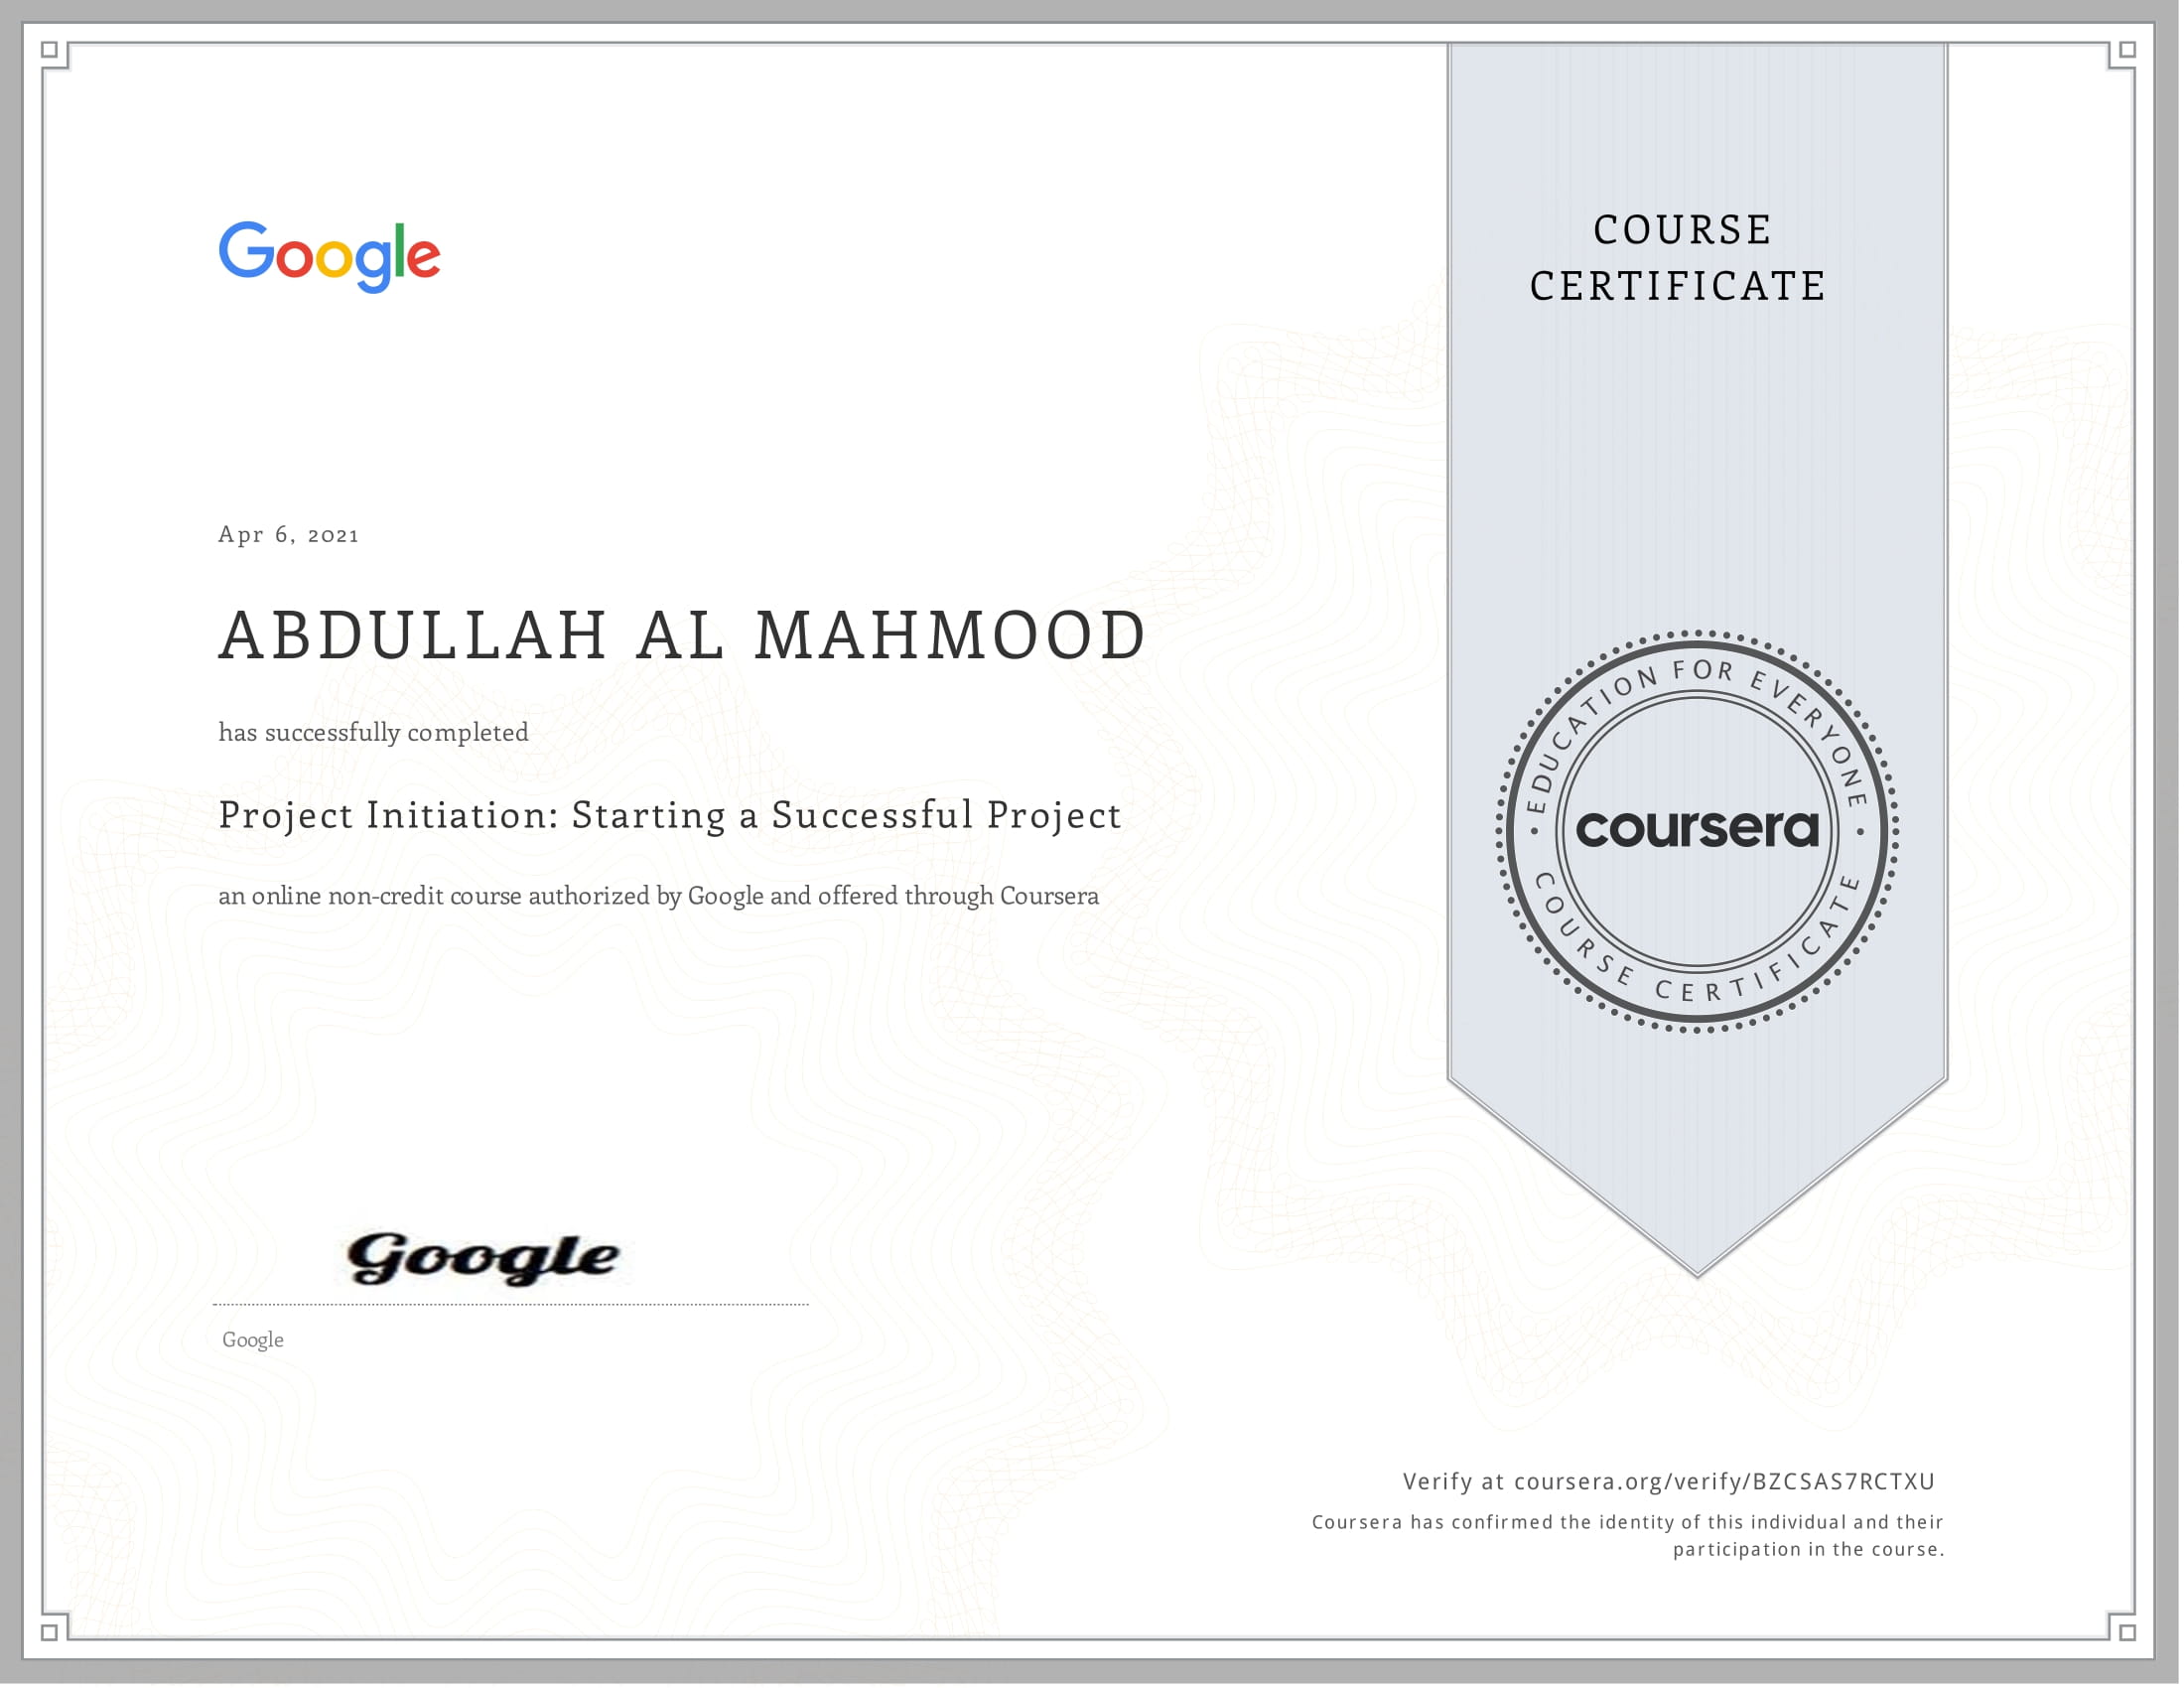 Google
COURSE
CERTIFICATE
Apr 6, 2021
ABDULLAH AL MAHMOOD
has successfully completed
Project Initiation: Starting a Successful Project
an online non-credit course authorized by Google and offered through Coursera
EDUCATION FOR EVERYONE
coursera
COURSE CERTIFICATE
Google
Google
Verify at coursera.org/verify/BZCSAS7RCTXU
Coursera has confirmed the identity of this individual and their
participation in the course.